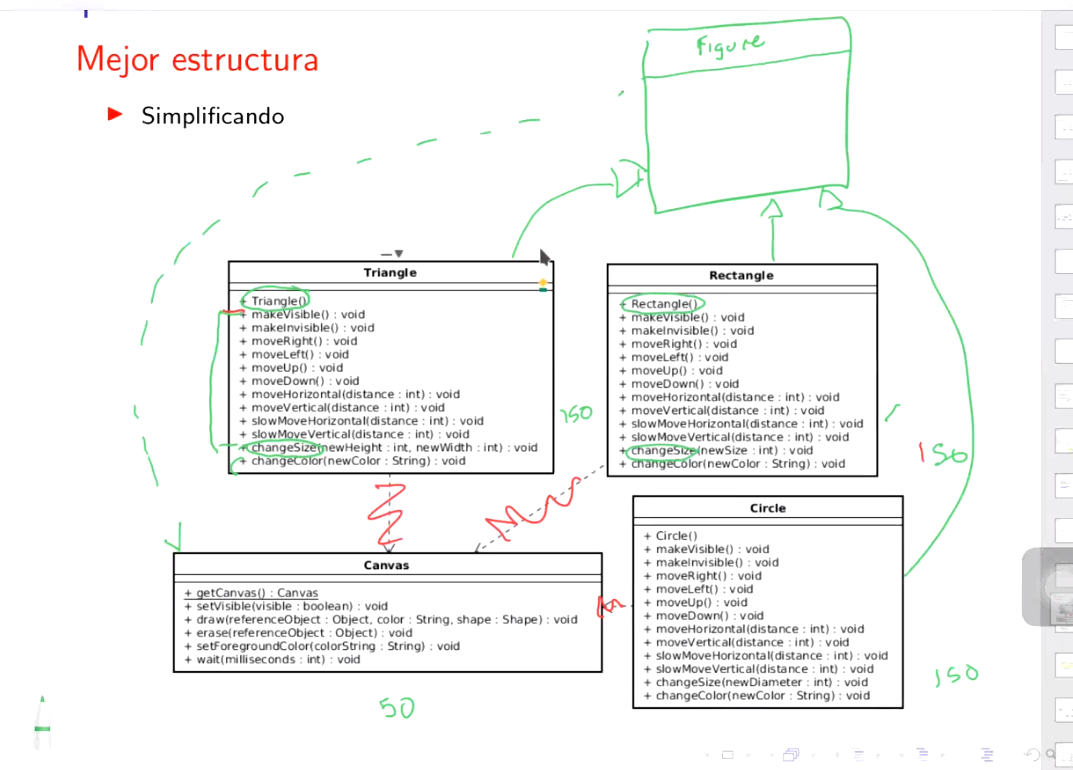 Mejor estructura
Simplificando
Figure
Triangle
+ Triangle()
+ makeVisible() : void
+ makeInvisible() : void
+ moveRight() : void
+ moveLeft() : void
+ moveUp() : void
+ moveDown() : void
+ moveHorizontal(distance : int) : void
+ moveVertical(distance : int) : void
+ slowMoveHorizontal(distance : int) : void
+ slowMoveVertical(distance : int) : void
+ changeSize(newHeight : int, newWidth : int) : void
+ changeColor(newColor : String) : void
150
Rectangle
+ Rectangle()
+ makeVisible() : void
+ makeInvisible() : void
+ moveRight() : void
+ moveLeft() : void
+ moveUp() : void
+ moveDown() : void
+ moveHorizontal(distance : int) : void
+ moveVertical(distance : int) : void
+ slowMoveHorizontal(distance : int) : void
+ slowMoveVertical(distance : int) : void
+ changeSize(newSize : int) : void
+ changeColor(newColor : String) : void
150
Canvas
+ getCanvas() : Canvas
+ setVisible(visible : boolean) : void
+ draw(referenceObject : Object, color : String, shape : Shape) : void
+ erase(referenceObject : Object) : void
+ setForegroundColor(colorString : String) : void
+ wait(milliseconds : int) : void
50
Circle
+ Circle()
+ makeVisible() : void
+ makeInvisible() : void
+ moveRight() : void
+ moveLeft() : void
+ moveUp() : void
+ moveDown() : void
+ moveHorizontal(distance : int) : void
+ moveVertical(distance : int) : void
+ slowMoveHorizontal(distance : int) : void
+ slowMoveVertical(distance : int) : void
+ changeSize(newDiameter : int) : void
+ changeColor(newColor : String) : void
150